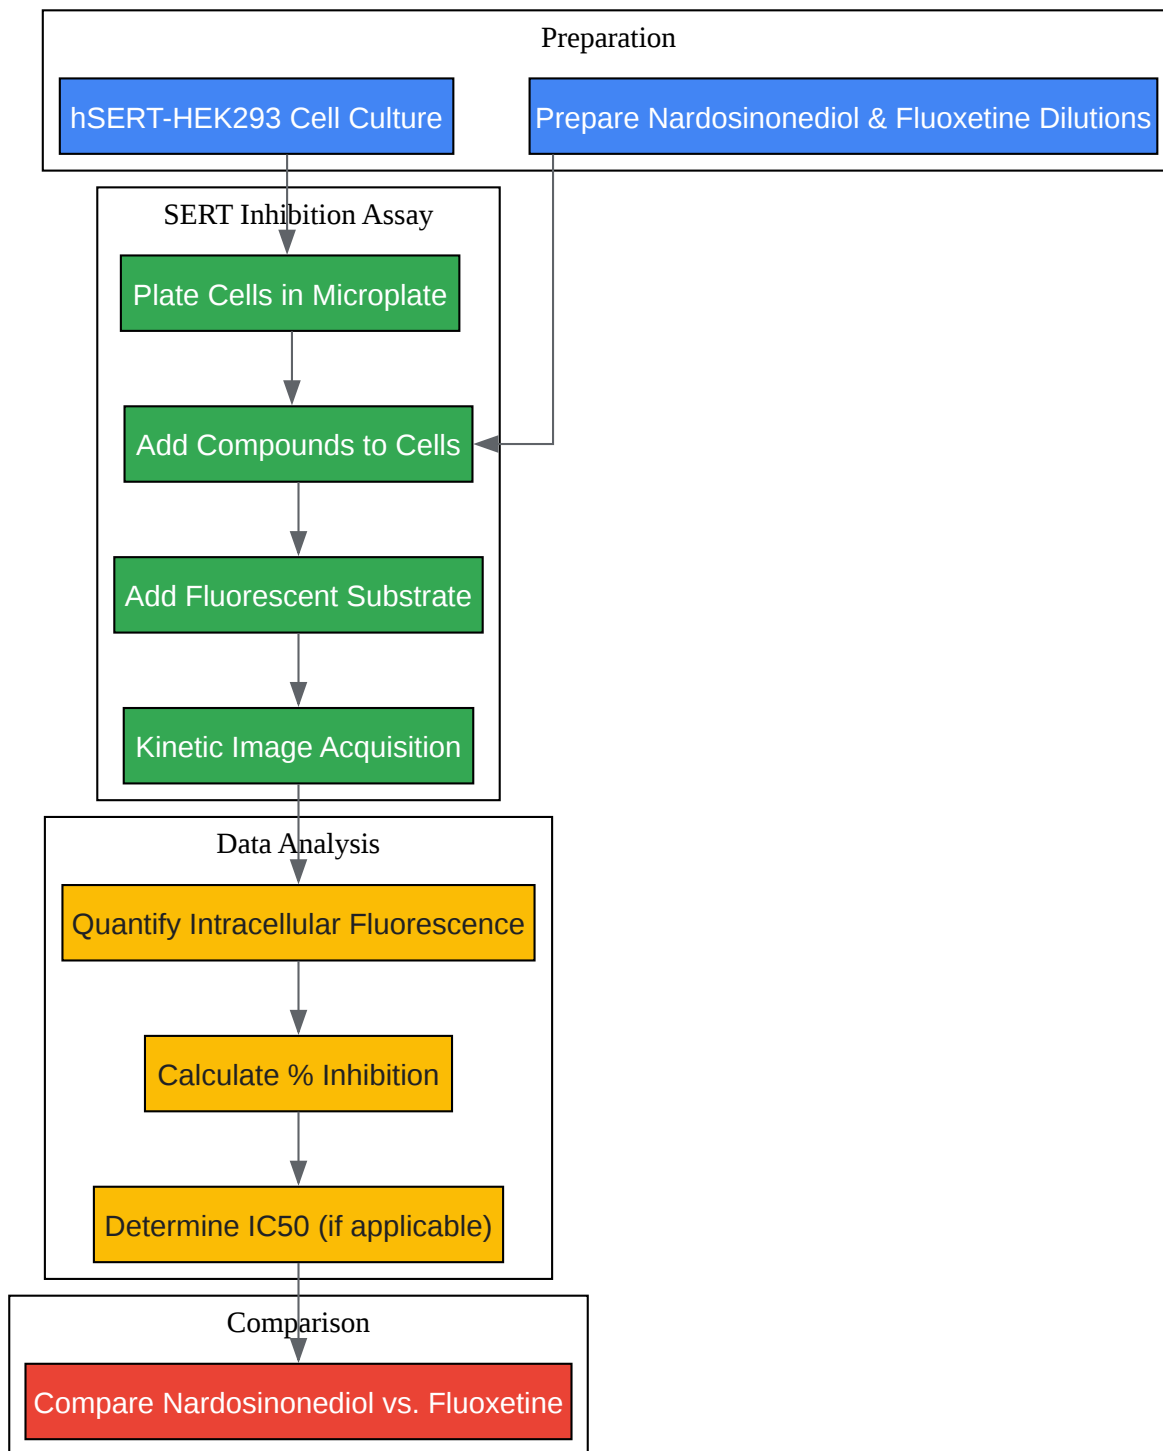 Preparation
hSERT-HEK293 Cell Culture
Prepare Nardosinonediol & Fluoxetine Dilutions
SERT Inhibition Assay
Plate Cells in Microplate
Add Compounds to Cells
Add Fluorescent Substrate
Kinetic Image Acquisition
Data Analysis
Quantify Intracellular Fluorescence
Calculate % Inhibition
Determine IC50 (if applicable)
Comparison
Compare Nardosinonediol vs. Fluoxetine